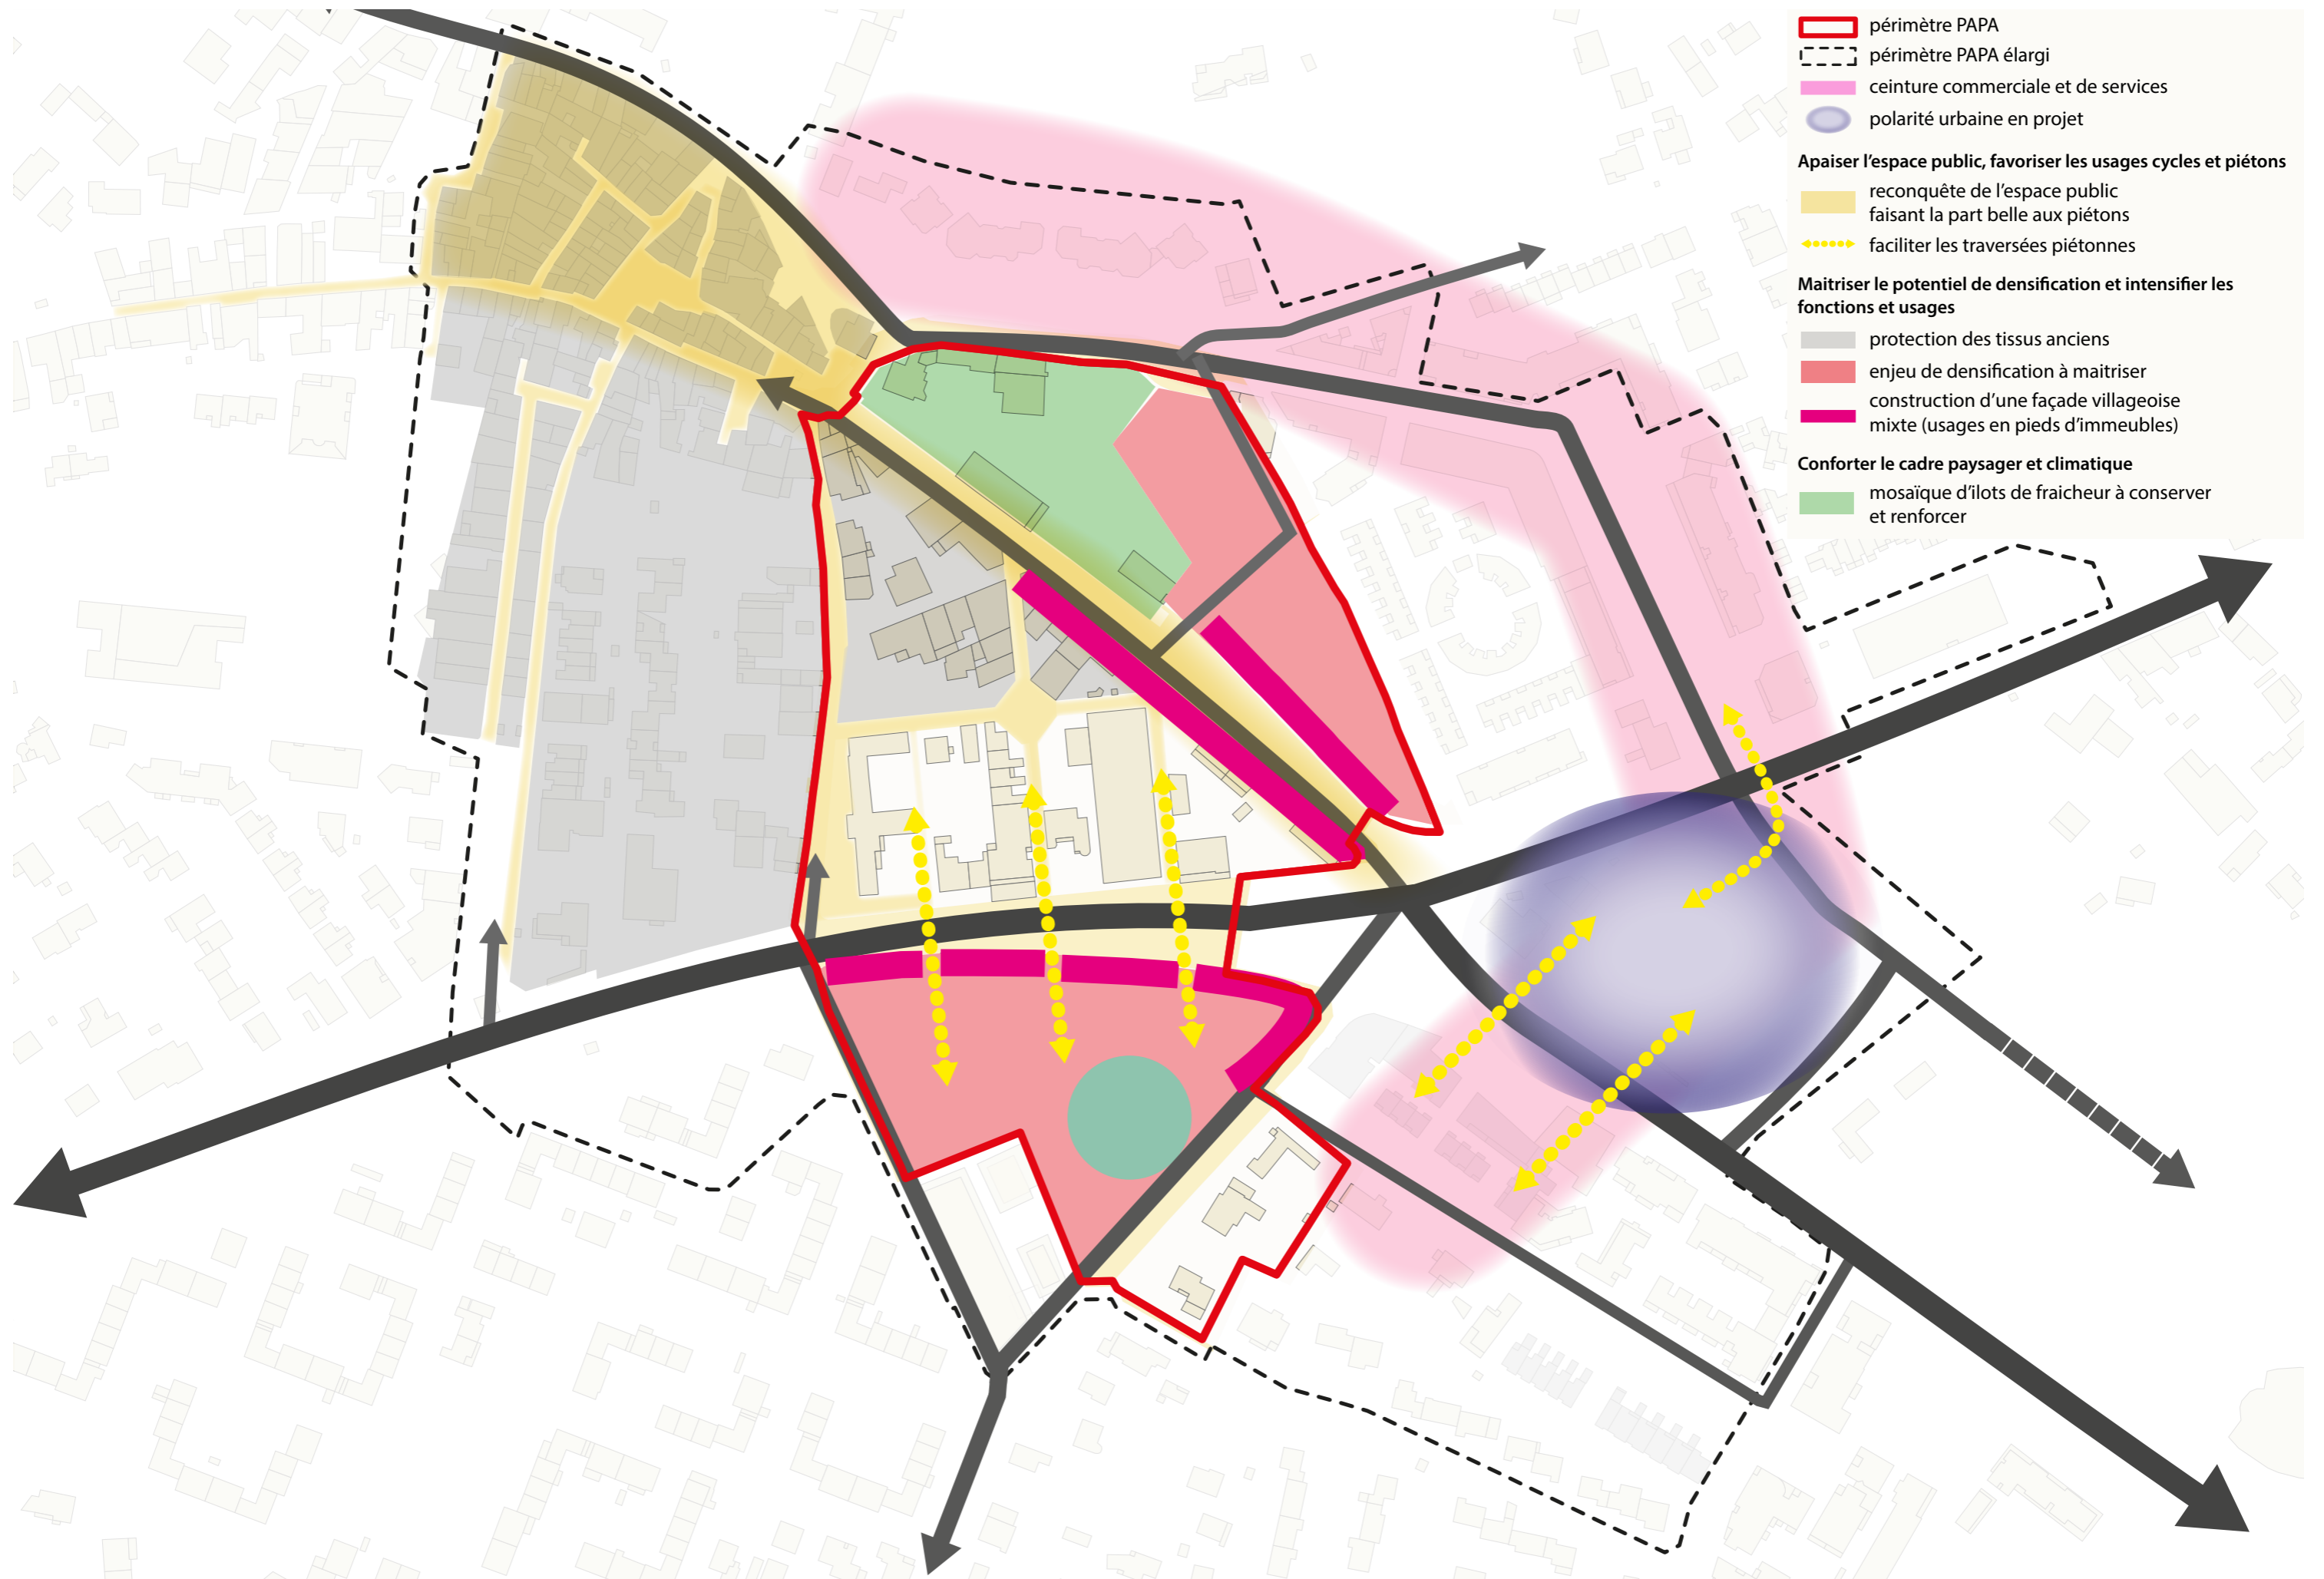 périmètre PAPA
périmètre PAPA élargi
ceinture commerciale et de services
polarité urbaine en projet
Apaiser l'espace public, favoriser les usages cycles et piétons
reconquête de l'espace public
faisant la part belle aux piétons
faciliter les traversées piétonnes
Maitriser le potentiel de densification et intensifier les
fonctions et usages
protection des tissus anciens
enjeu de densification à maitriser
construction d'une façade villageoise
mixte (usages en pieds d'immeubles)
Conforter le cadre paysager et climatique
mosaïque d'ilots de fraicheur à conserver
et renforcer